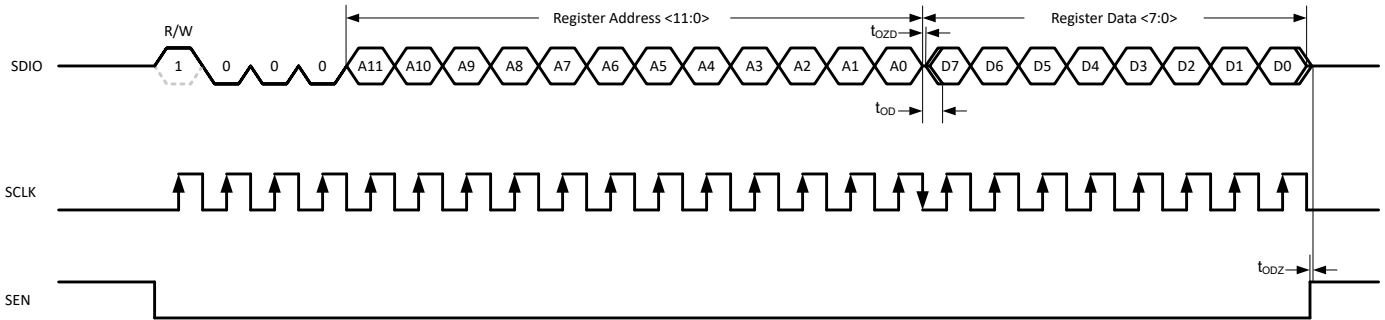 Register Address <11:0>
Register Data <7:0>
R/W
tOZD
SDIO
1 0 0 0 A11 A10 A9 A8 A7 A6 A5 A4 A3 A2 A1 A0 D7 D6 D5 D4 D3 D2 D1 D0
tOD
SCLK
tODZ
SEN